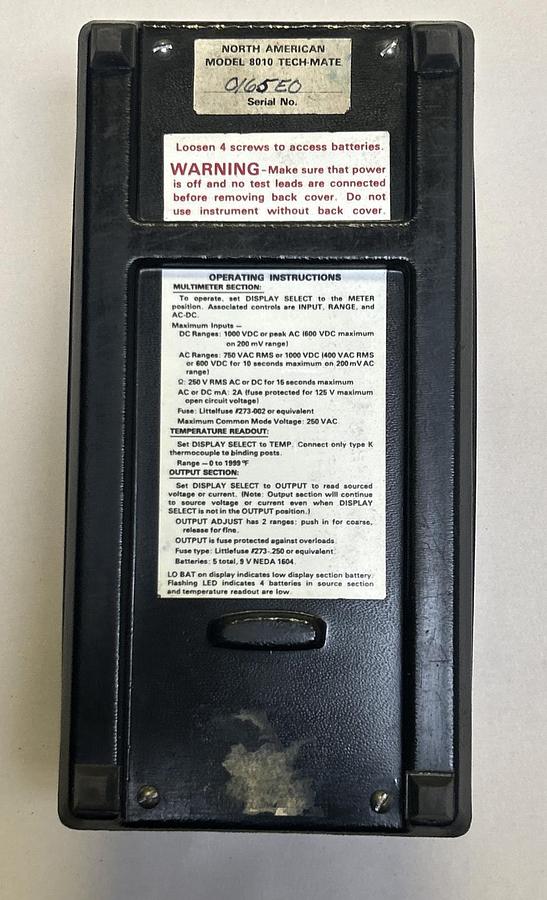 NORTH AMERICAN
MODEL 8010 TECH-MATE
0165E0
Serial No.
Loosen 4 screws to access batteries.
WARNING-Make sure that power
is off and no test leads are connected
before removing back cover. Do not
use instrument without back cover.
OPERATING INSTRUCTIONS
MULTIMETER SECTION:
To operate, set DISPLAY SELECT to the METER
position. Associated controls are INPUT, RANGE, and
AC-DC.
Maximum Inputs —
DC Ranges: 1000 VDC or peak AC (600 VDC maximum
on 200 mV range)
AC Ranges: 750 VAC RMS or 1000 VDC (400 VAC RMS
or 600 VDC for 10 seconds maximum on 200 mV AC
range)
Ω: 250 V RMS AC or DC for 15 seconds maximum
AC or DC mA: 2A (fuse protected for 125 V maximum
open circuit voltage)
Fuse: Littelfuse #273-002 or equivalent
Maximum Common Mode Voltage: 250 VAC
TEMPERATURE READOUT:
Set DISPLAY SELECT to TEMP. Connect only type K
thermocouple to binding posts.
Range — 0 to 1999 °F
OUTPUT SECTION:
Set DISPLAY SELECT to OUTPUT to read sourced
voltage or current. (Note: Output section will continue
to source voltage or current even when DISPLAY
SELECT is not in the OUTPUT position.)
OUTPUT ADJUST has 2 ranges: push in for coarse,
release for fine.
OUTPUT is fuse protected against overloads.
Fuse type: Littlefuse #273-.250 or equivalent
Batteries: 5 total, 9 V NEDA 1604.
LO BAT on display indicates low display section battery.
Flashing LED indicates 4 batteries in source section
and temperature readout are low.